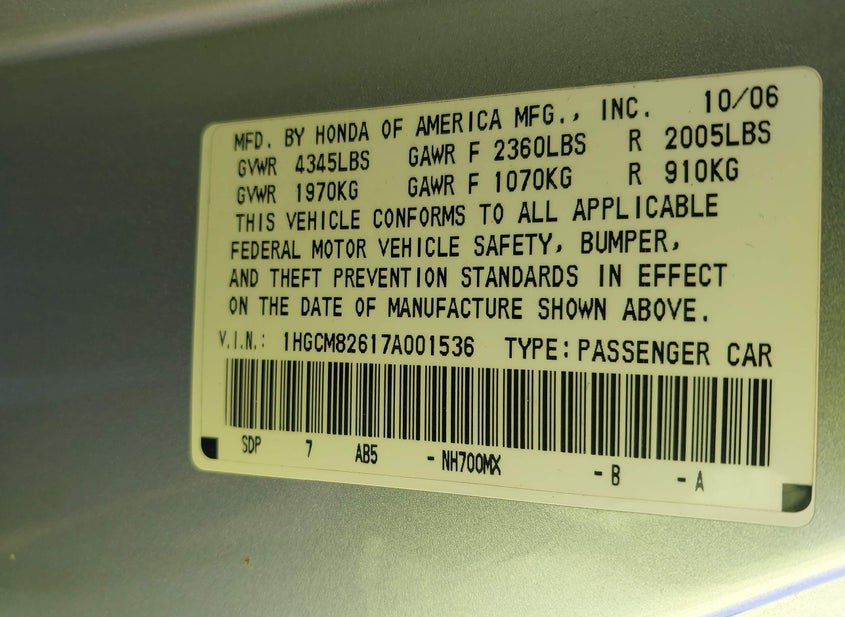 MFD. BY HONDA OF AMERICA MFG., INC. 10/06
GVWR 4345LBS GAWR F 2360LBS R 2005LBS
GVWR 1970KG GAWR F 1070KG R 910KG
THIS VEHICLE CONFORMS TO ALL APPLICABLE
FEDERAL MOTOR VEHICLE SAFETY, BUMPER,
AND THEFT PREVENTION STANDARDS IN EFFECT
ON THE DATE OF MANUFACTURE SHOWN ABOVE.
V.I.N.: 1HGCM82617A001536 TYPE: PASSENGER CAR
SDP 7 AB5 - NH700MX - B - A